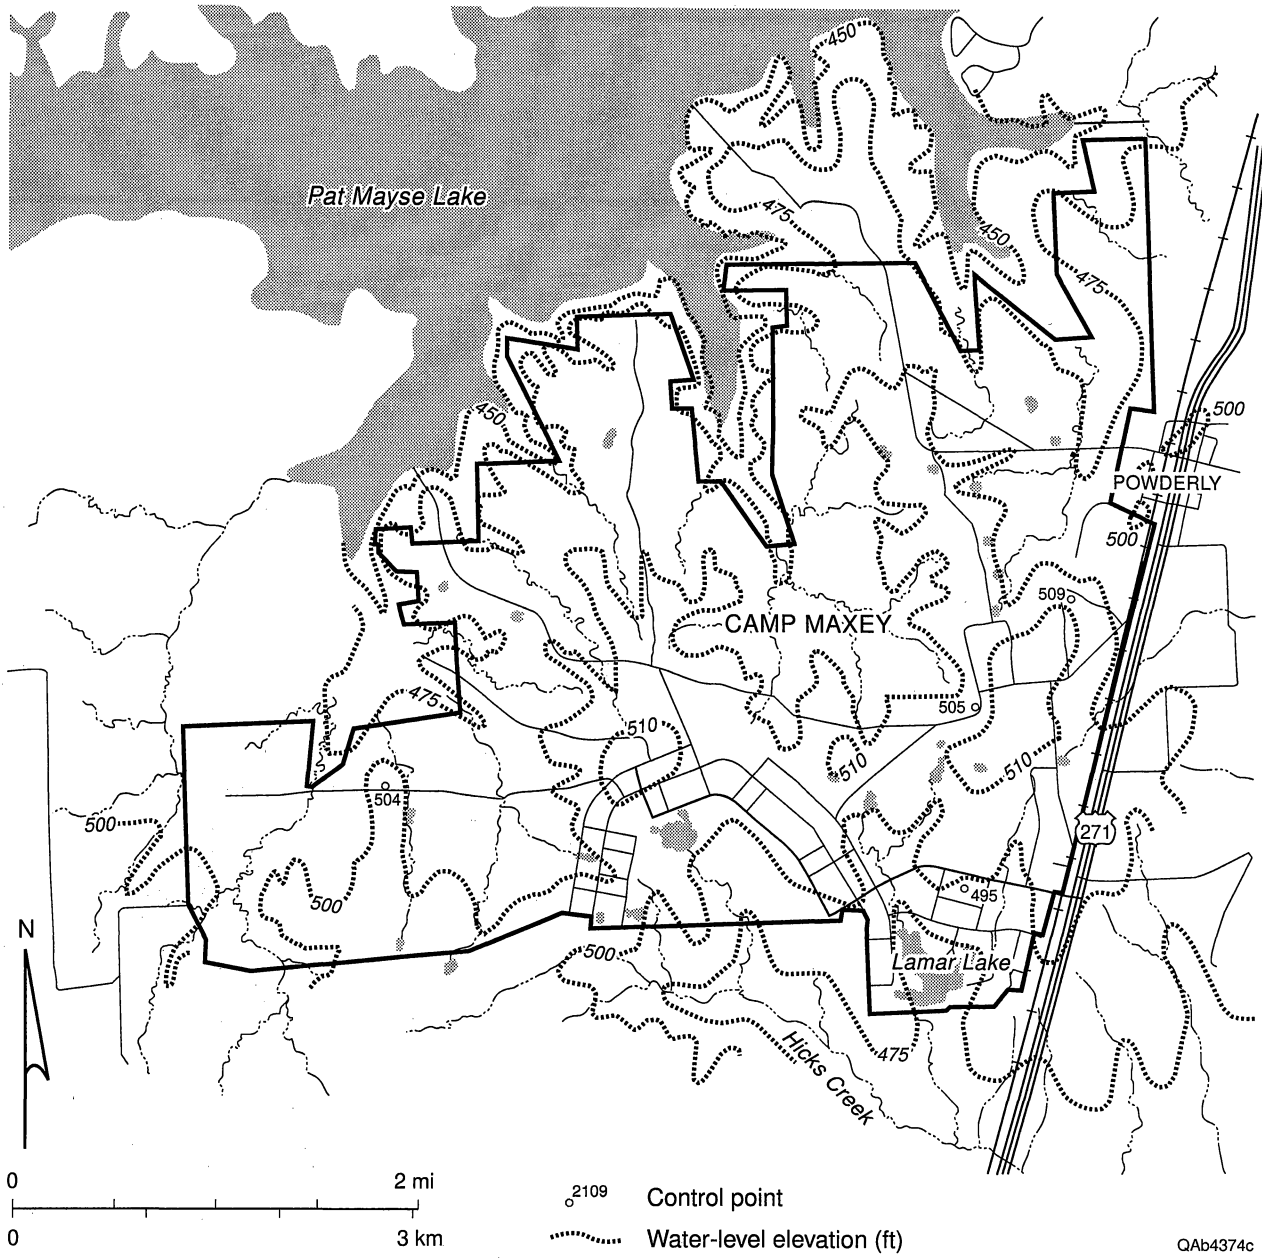 450
Pat Mayse Lake
475
450
475
450
500
POWDERLY
500
509
CAMP MAXEY
475
505
510
510
510
504
500
271
500
495
N
500
Lamar Lake
475
Hicks Creek
0 2 mi
0 3 km
2109 Control point
Water-level elevation (ft)
QAb4374c